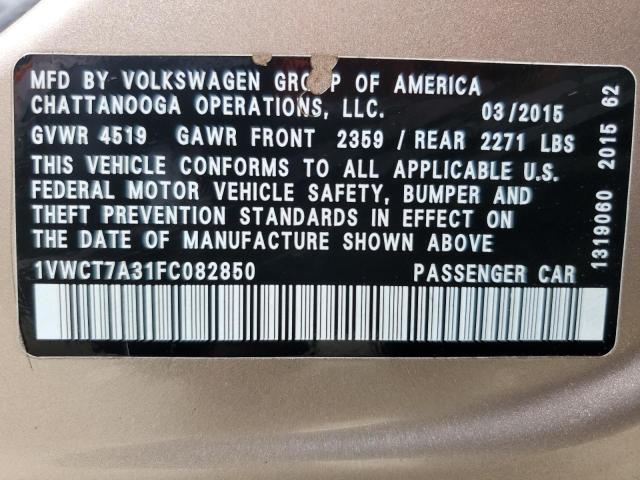 MFD BY VOLKSWAGEN GROUP OF AMERICA
CHATTANOOGA OPERATIONS, LLC. 03/2015
GVWR 4519 GAWR FRONT 2359 / REAR 2271 LBS
THIS VEHICLE CONFORMS TO ALL APPLICABLE U.S.
FEDERAL MOTOR VEHICLE SAFETY, BUMPER AND
THEFT PREVENTION STANDARDS IN EFFECT ON
THE DATE OF MANUFACTURE SHOWN ABOVE
1VWCT7A31FC082850 PASSENGER CAR
1319060 2015 62